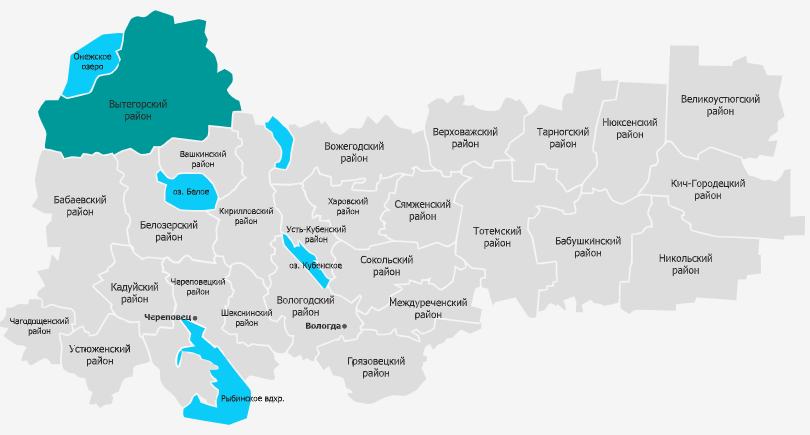 Онежское
озеро
Вытегорский
район
Вашкинский
район
оз. Белое
Бабаевский
район
Белозерский
район
Кирилловский
район
Вожегодский
район
Верховажский
район
Тарногский
район
Нюксенский
район
Великоустюгский
район
Кич-Городецкий
район
Харовский
район
Сямженский
район
Тотемский
район
Бабушкинский
район
Никольский
район
Усть-Кубенский
район
оз. Кубенское
Сокольский
район
Кадуйский
район
Череповецкий
район
Шекснинский
район
Вологодский
район
Междуреченский
район
Череповец
Вологда
Чагодощенский
район
Устюженский
район
Грязовецкий
район
Рыбинское вдхр.